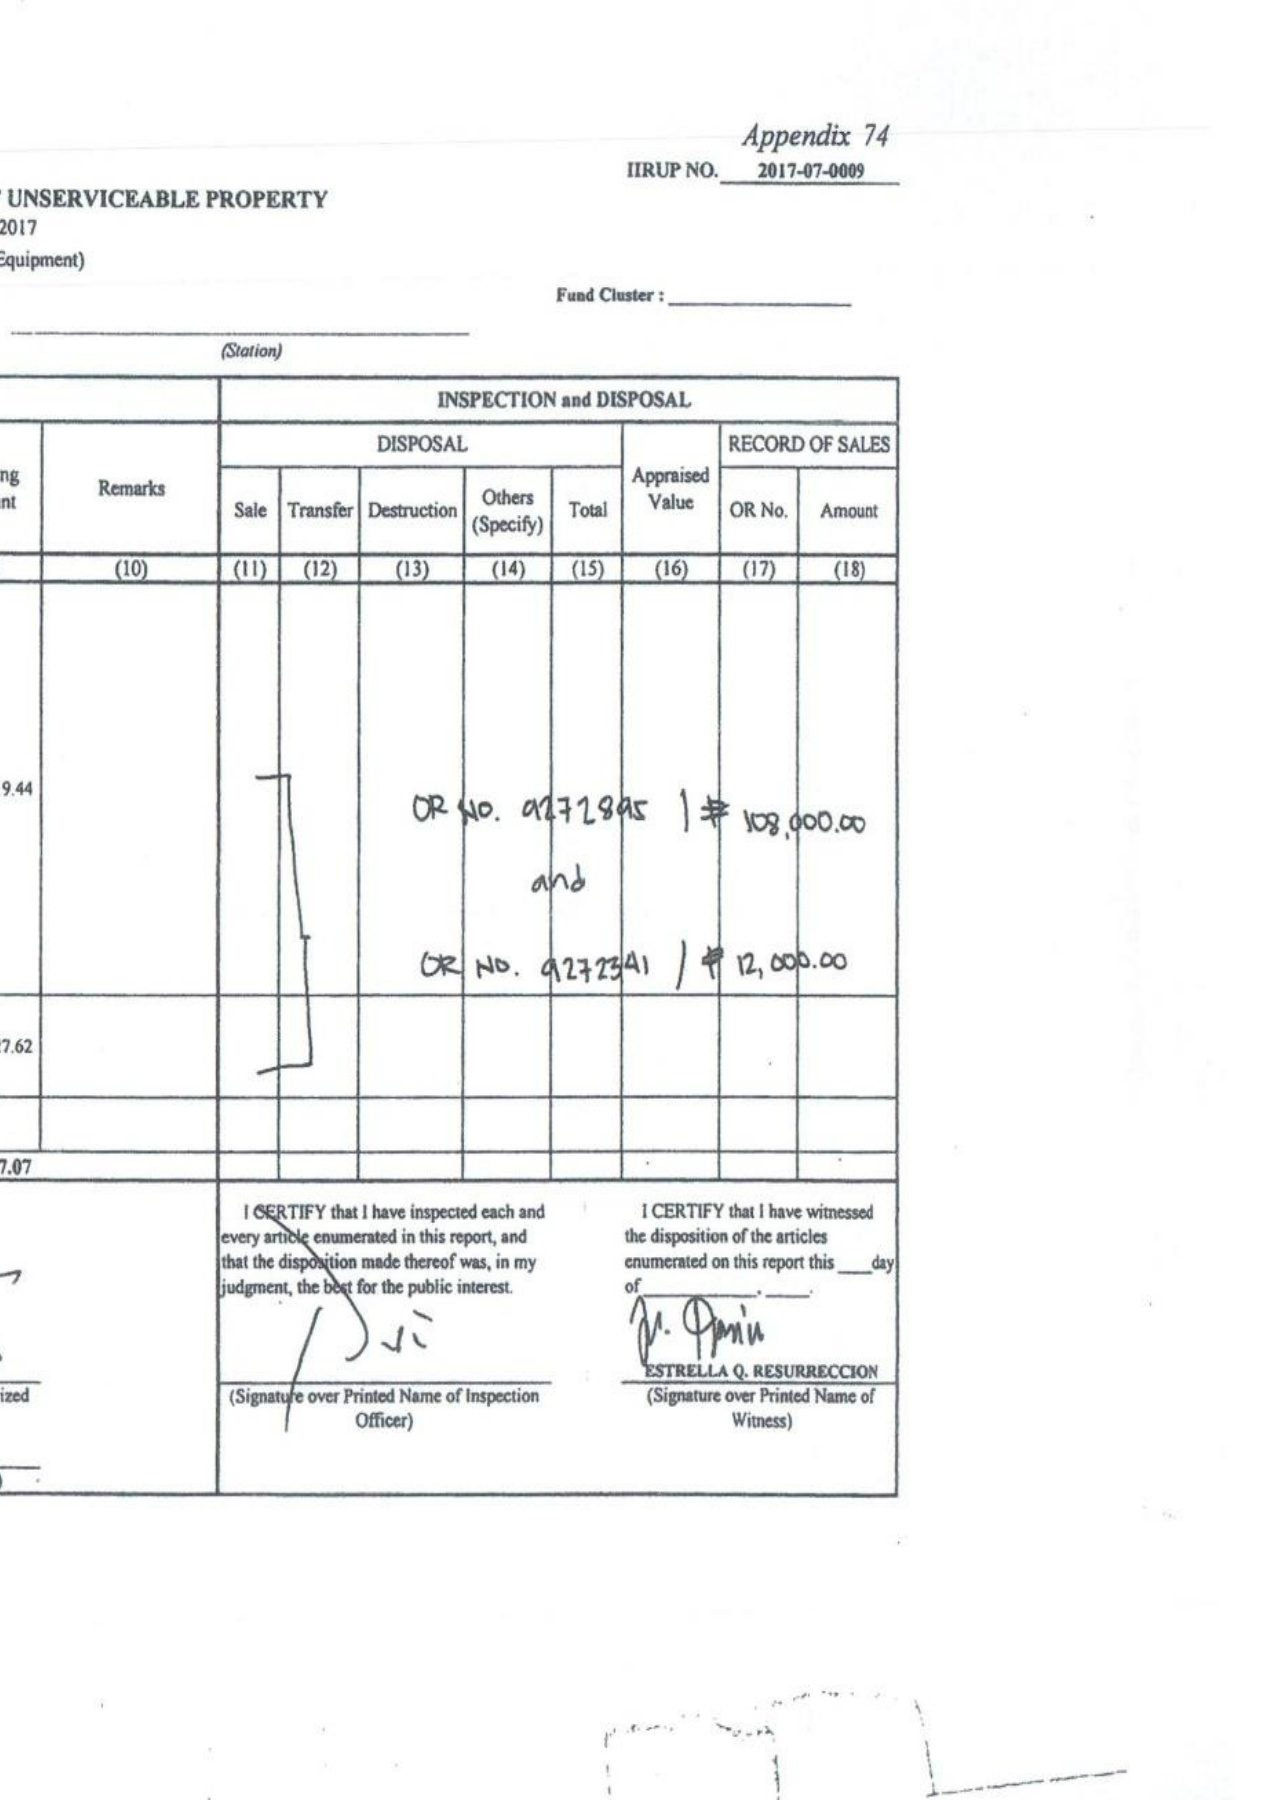 Appendix 74
IIRUP NO. 2017-07-0009
UNSERVICEABLE PROPERTY
2017
Equipment)
Fund Cluster :
(Station)
INSPECTION and DISPOSAL
DISPOSAL
RECORD OF SALES
ng
nt
Remarks
Sale
Transfer
Destruction
Others
(Specify)
Total
Appraised
Value
OR No.
Amount
(10)
(11)
(12)
(13)
(14)
(15)
(16)
(17)
(18)
9.44
OR NO. 9272895 / ₱ 108,000.00
and
OR NO. 9272341 / ₱ 12,000.00
7.62
7.07
I CERTIFY that I have inspected each and
every article enumerated in this report, and
that the disposition made thereof was, in my
judgment, the best for the public interest.
(Signature over Printed Name of Inspection
Officer)
I CERTIFY that I have witnessed
the disposition of the articles
enumerated on this report this ____day
of ____________, _____.
ESTRELLA Q. RESURRECCION
(Signature over Printed Name of
Witness)
ized